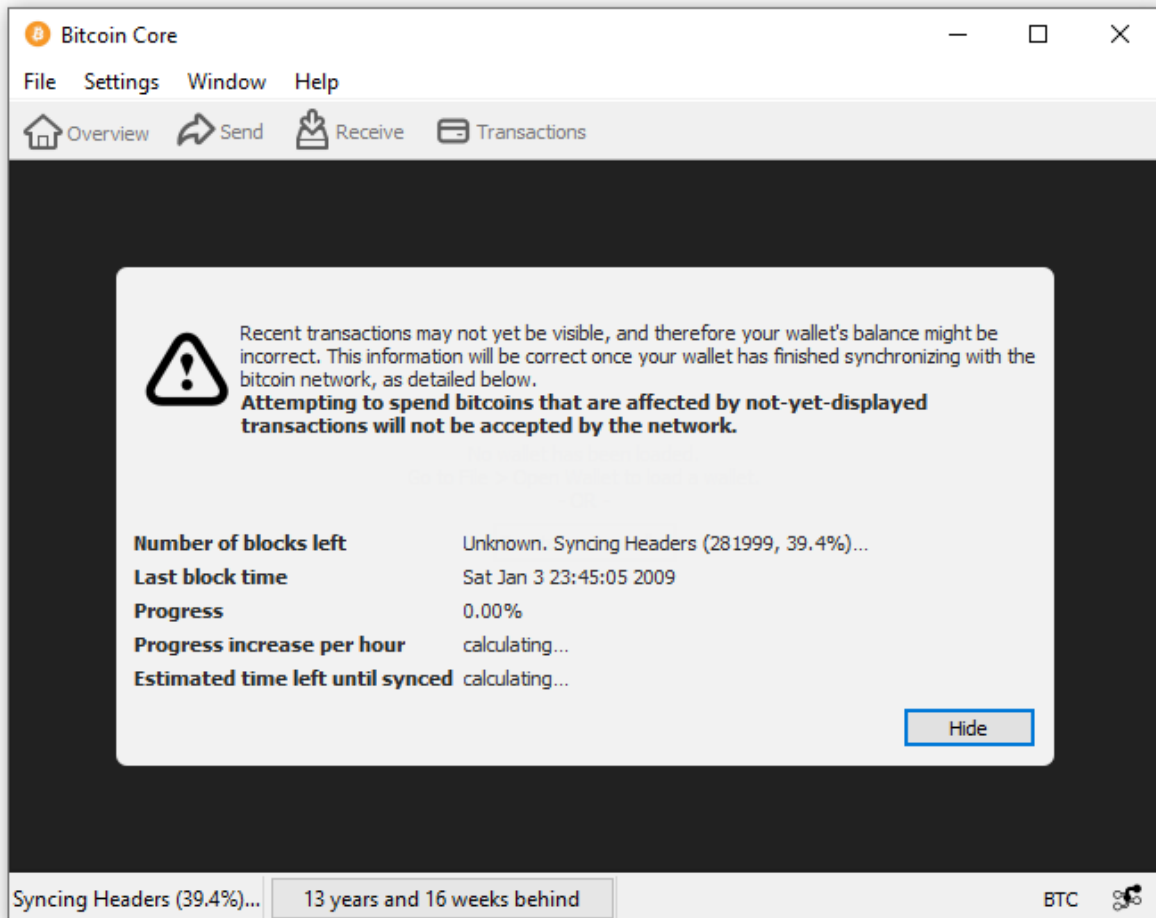 Bitcoin Core
File Settings Window Help
Overview Send Receive Transactions
Recent transactions may not yet be visible, and therefore your wallet's balance might be
incorrect. This information will be correct once your wallet has finished synchronizing with the
bitcoin network, as detailed below.
Attempting to spend bitcoins that are affected by not-yet-displayed
transactions will not be accepted by the network.
Number of blocks left Unknown. Syncing Headers (281999, 39.4%)...
Last block time Sat Jan 3 23:45:05 2009
Progress 0.00%
Progress increase per hour calculating...
Estimated time left until synced calculating...
Hide
Syncing Headers (39.4%)... 13 years and 16 weeks behind BTC